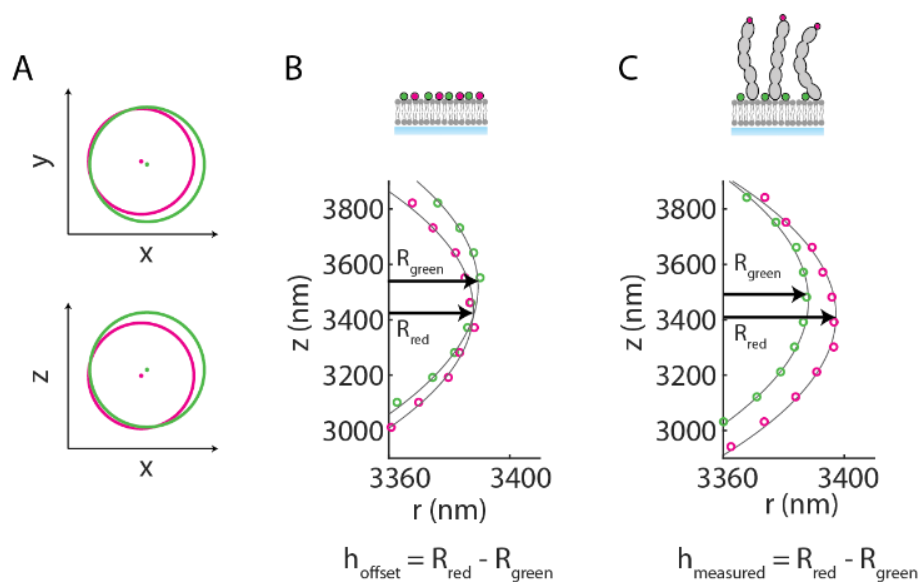 A
y
x
z
x
B
3800
3600
3400
3200
3000
z (nm)
R_green
R_red
3360
3400
r (nm)
h_offset = R_red - R_green
C
3800
3600
3400
3200
3000
z (nm)
R_green
R_red
3360
3400
r (nm)
h_measured = R_red - R_green